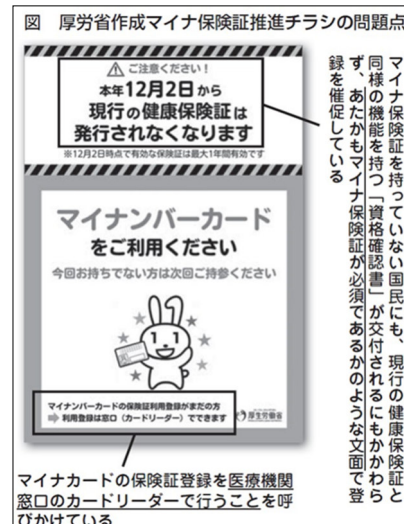 図　厚労省作成マイナ保険証推進チラシの問題点
ご注意ください！
本年12月2日から
現行の健康保険証は
発行されなくなります
※12月2日時点で有効な保険証は最大1年間有効です
マイナンバーカード
をご利用ください
今回お持ちでない方は次回ご持参ください
マイナンバーカードの保険証利用登録がまだの方
利用登録は窓口（カードリーダー）でできます
厚生労働省
マイナ保険証を持っていない国民にも、現行の健康保険証と
同様の機能を持つ「資格確認書」が交付されるにもかかわら
ず、あたかもマイナ保険証が必須であるかのような文面で登
録を催促している
マイナカードの保険証登録を医療機関
窓口のカードリーダーで行うことを呼
びかけている